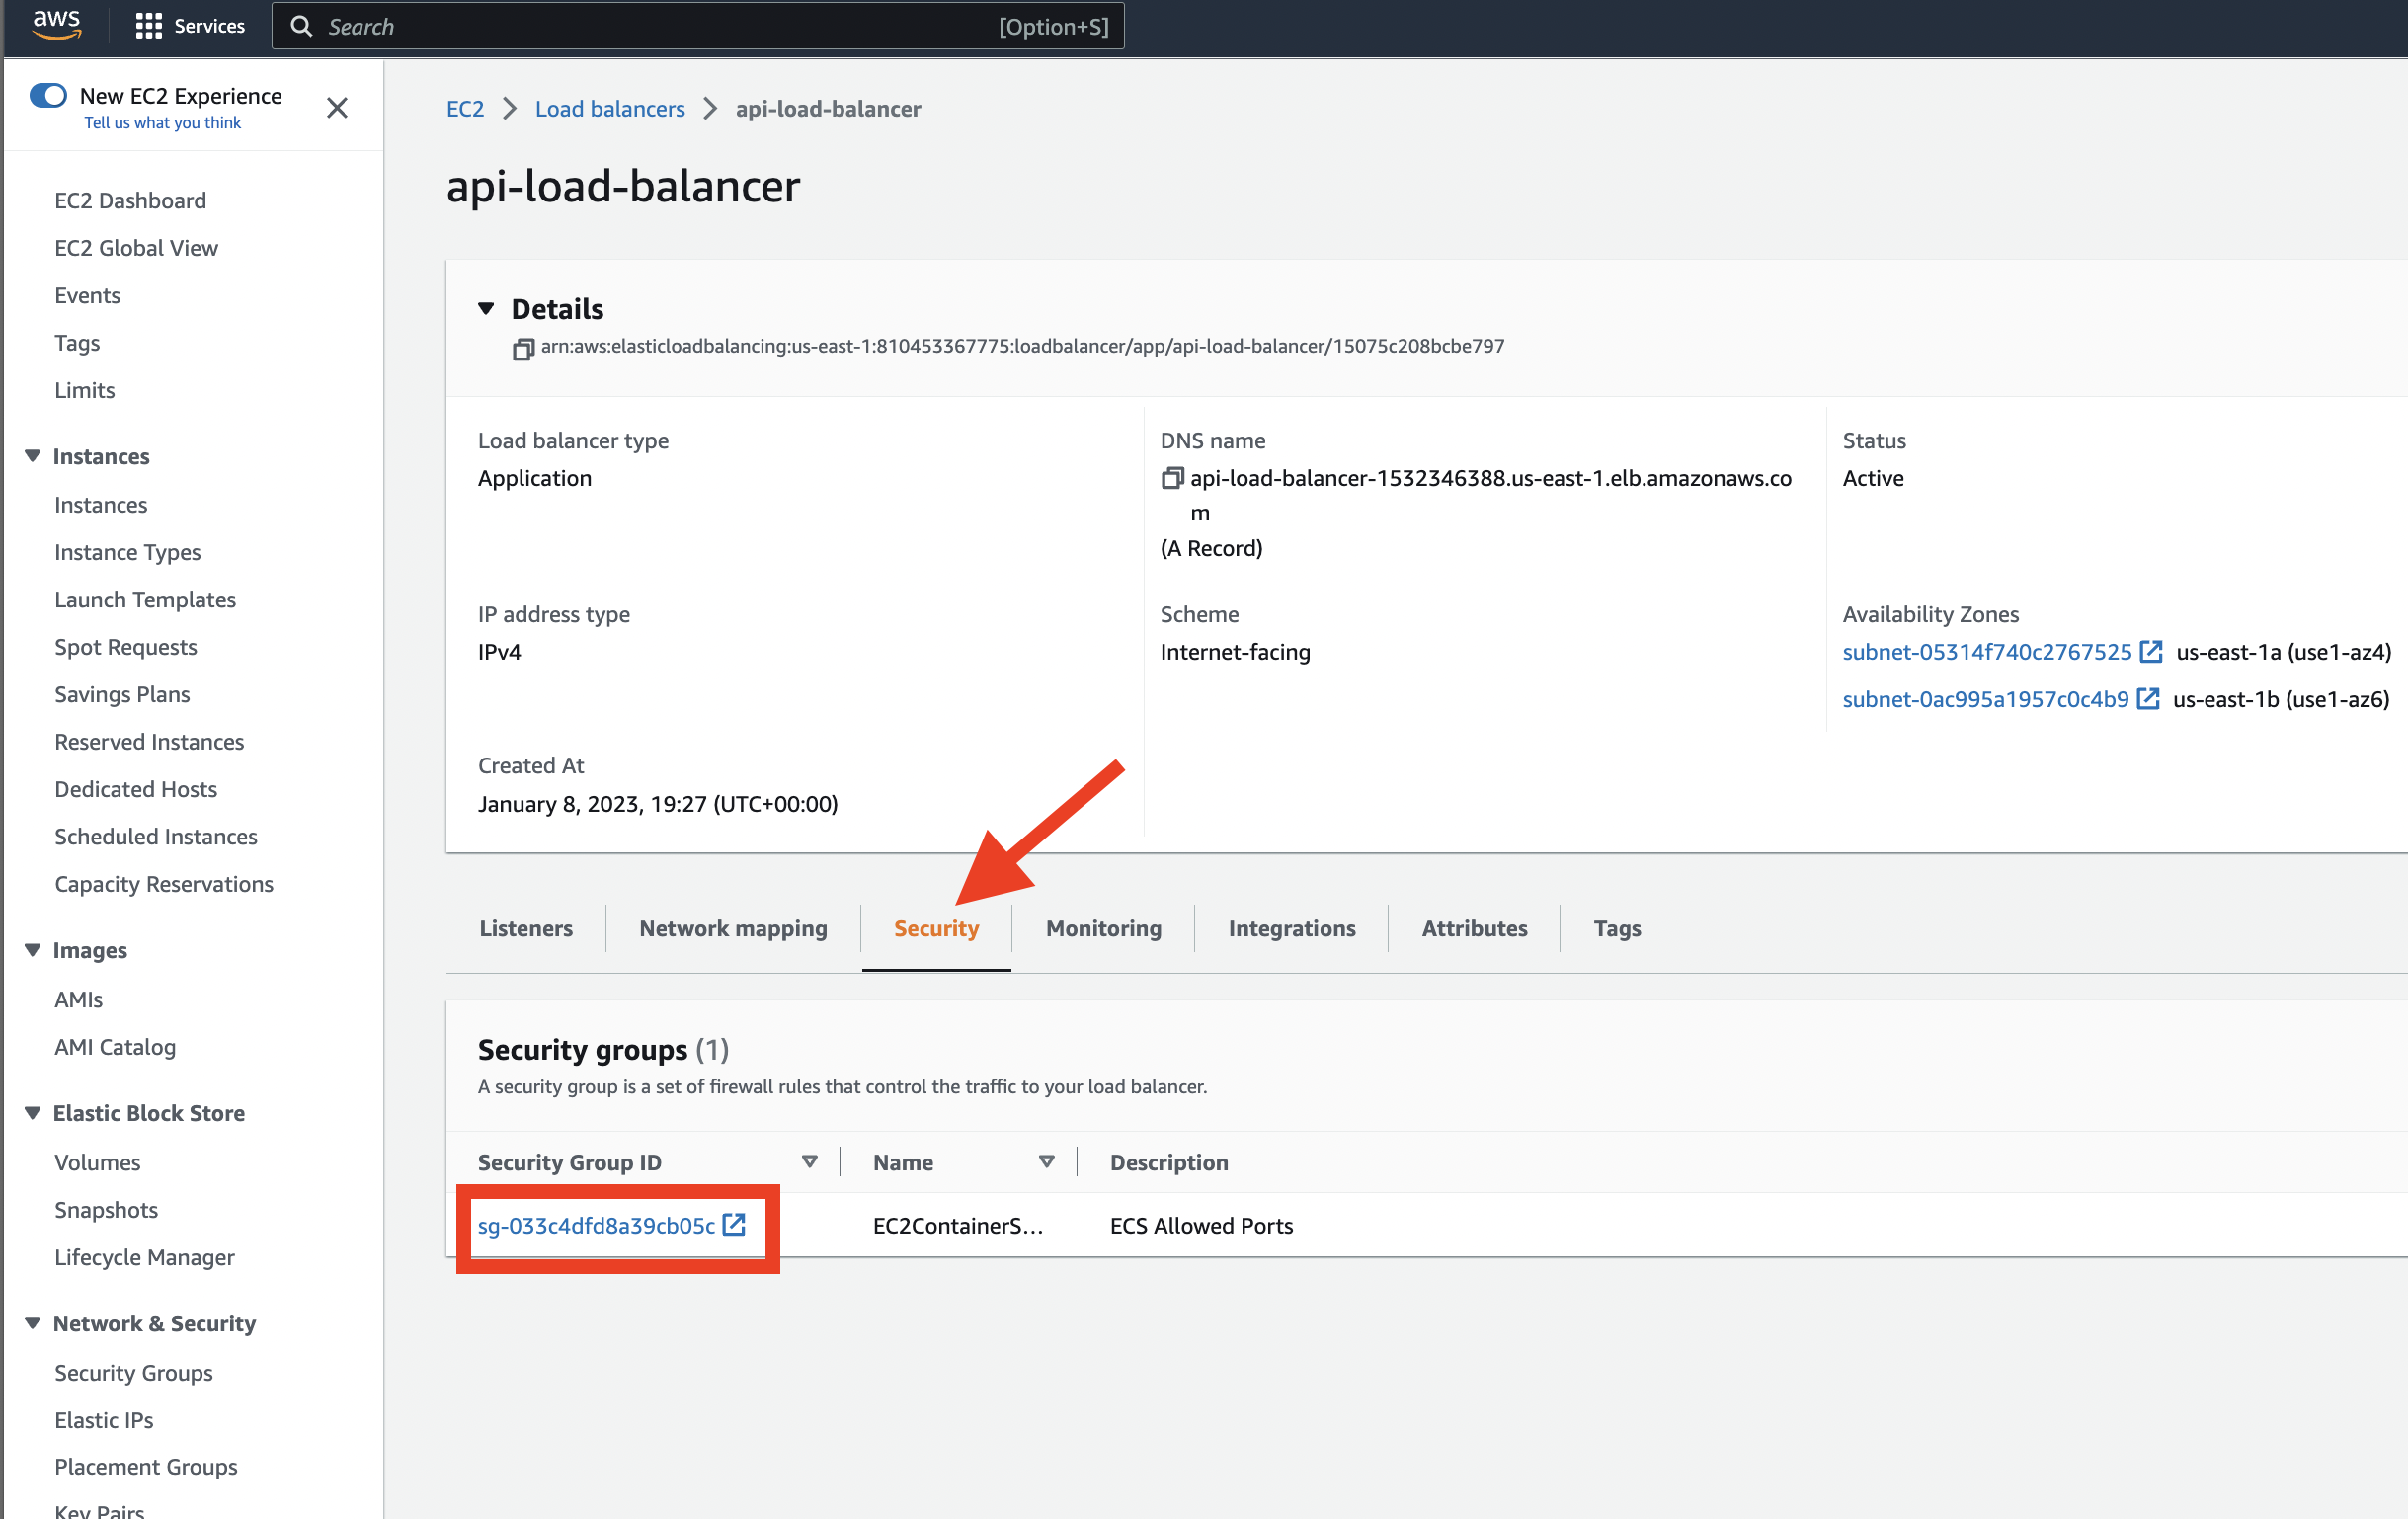 aws
Services
Search
[Option+S]
New EC2 Experience
Tell us what you think
EC2 Dashboard
EC2 Global View
Events
Tags
Limits
Instances
Instances
Instance Types
Launch Templates
Spot Requests
Savings Plans
Reserved Instances
Dedicated Hosts
Scheduled Instances
Capacity Reservations
Images
AMIs
AMI Catalog
Elastic Block Store
Volumes
Snapshots
Lifecycle Manager
Network & Security
Security Groups
Elastic IPs
Placement Groups
Key Pairs
EC2 > Load balancers > api-load-balancer
api-load-balancer
Details
arn:aws:elasticloadbalancing:us-east-1:810453367775:loadbalancer/app/api-load-balancer/15075c208bcbe797
Load balancer type
Application
DNS name
api-load-balancer-1532346388.us-east-1.elb.amazonaws.co
m
(A Record)
Status
Active
IP address type
IPv4
Scheme
Internet-facing
Availability Zones
subnet-05314f740c2767525 us-east-1a (use1-az4)
subnet-0ac995a1957c0c4b9 us-east-1b (use1-az6)
Created At
January 8, 2023, 19:27 (UTC+00:00)
Listeners
Network mapping
Security
Monitoring
Integrations
Attributes
Tags
Security groups (1)
A security group is a set of firewall rules that control the traffic to your load balancer.
Security Group ID
Name
Description
sg-033c4dfd8a39cb05c
EC2ContainerS...
ECS Allowed Ports